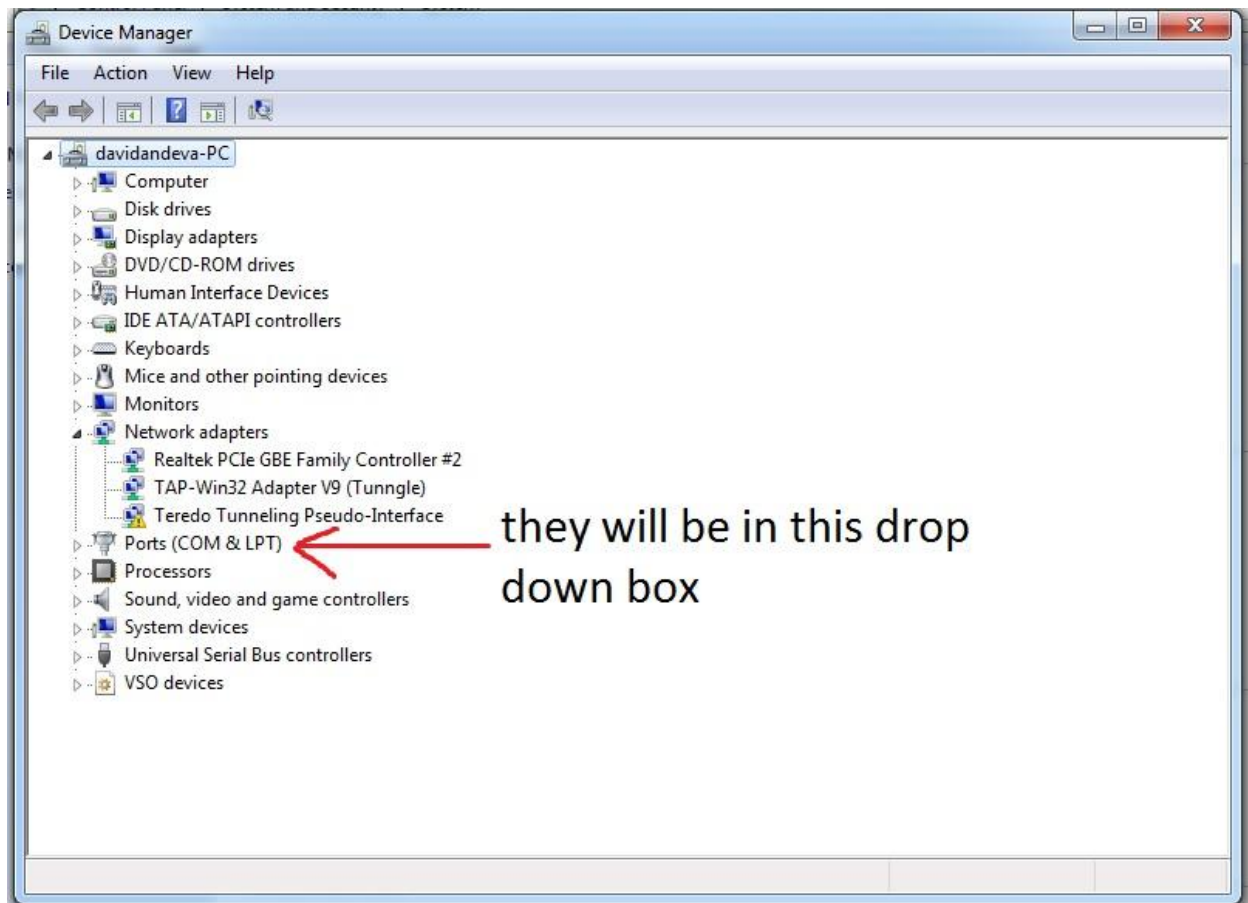 Device Manager
File Action View Help
davidandeva-PC
Computer
Disk drives
Display adapters
DVD/CD-ROM drives
Human Interface Devices
IDE ATA/ATAPI controllers
Keyboards
Mice and other pointing devices
Monitors
Network adapters
Realtek PCIe GBE Family Controller #2
TAP-Win32 Adapter V9 (Tunngle)
Teredo Tunneling Pseudo-Interface
Ports (COM & LPT)
they will be in this drop
down box
Processors
Sound, video and game controllers
System devices
Universal Serial Bus controllers
VSO devices